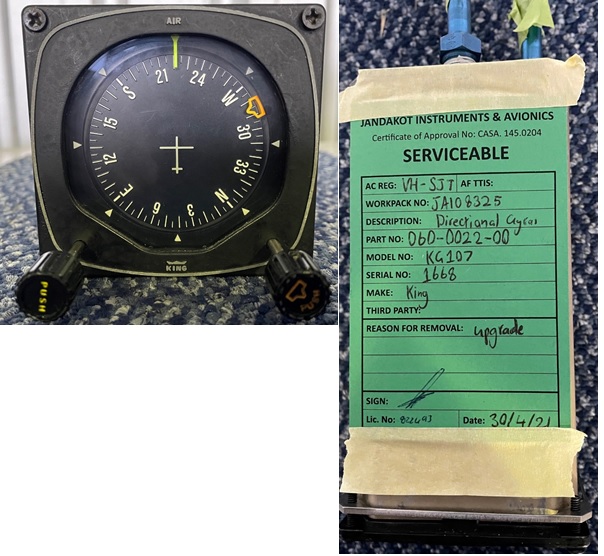 AIR
21
24
W
30
33
N
3
6
E
12
15
S
KING
PUSH
JANDAKOT INSTRUMENTS & AVIONICS
Certificate of Approval No: CASA. 145.0204
SERVICEABLE
AC REG: VH-SJT AF TTIS:
WORKPACK NO: JA108325
DESCRIPTION: Directional Gyro
PART NO: 060-0022-00
MODEL NO: KG107
SERIAL NO: 1668
MAKE: King
THIRD PARTY:
REASON FOR REMOVAL: upgrade
SIGN:
Lic. No: Date: 30/4/21